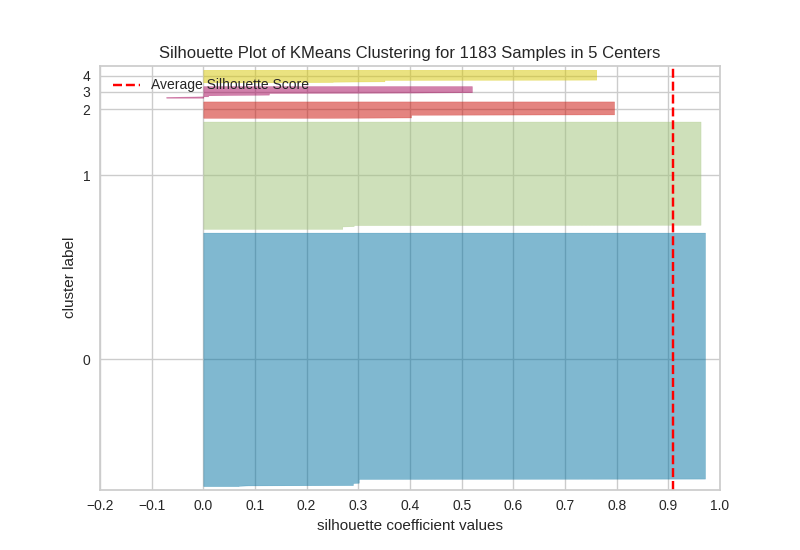 Silhouette Plot of KMeans Clustering for 1183 Samples in 5 Centers
Average Silhouette Score
4
3
2
1
0
cluster label
−0.2 −0.1 0.0 0.1 0.2 0.3 0.4 0.5 0.6 0.7 0.8 0.9 1.0
silhouette coefficient values